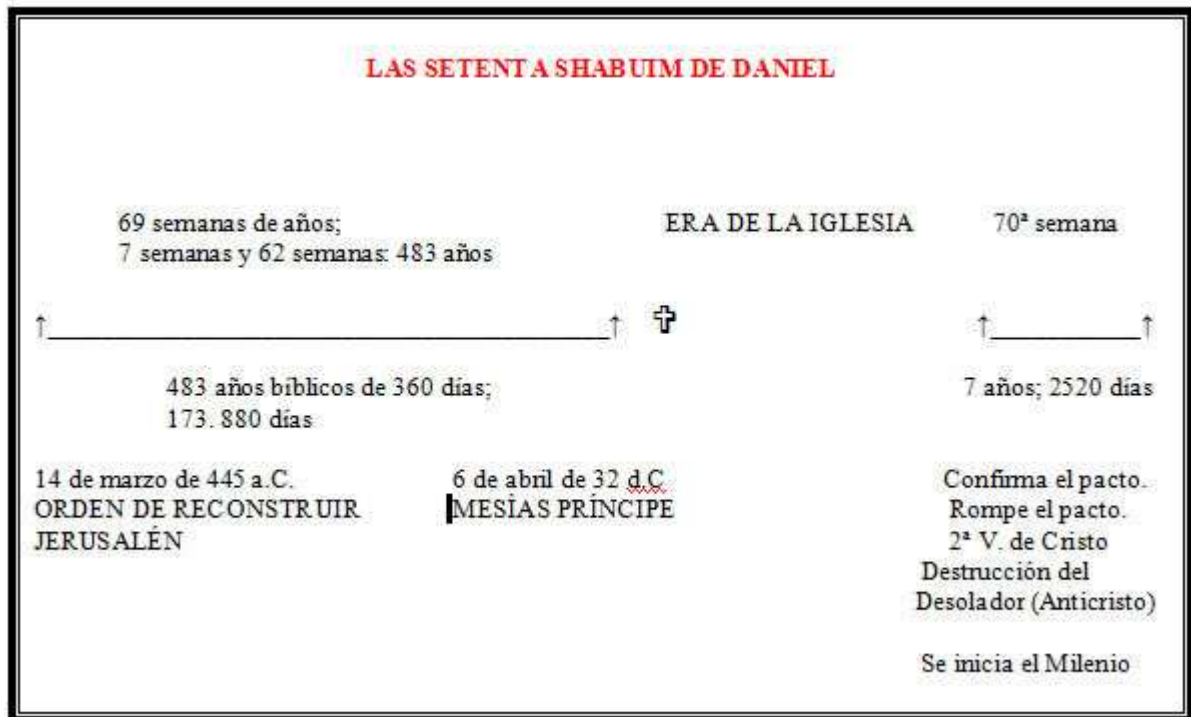 LAS SETENTA SHABUIM DE DANIEL
69 semanas de años; ERA DE LA IGLESIA 70ª semana
7 semanas y 62 semanas: 483 años
↑ ↑ ✞ ↑ ↑
483 años bíblicos de 360 días; 7 años; 2520 días
173. 880 días
14 de marzo de 445 a.C. 6 de abril de 32 d.C Confirma el pacto.
ORDEN DE RECONSTRUIR MESÍAS PRÍNCIPE Rompe el pacto.
JERUSALÉN 2ª V. de Cristo
Destrucción del
Desolador (Anticristo)
Se inicia el Milenio